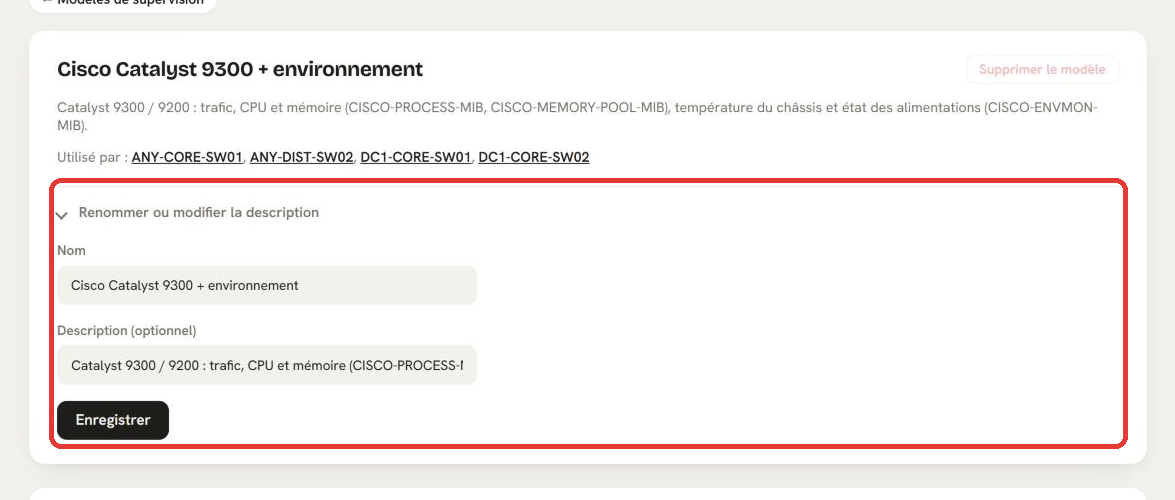 ← Modèles de supervision
Cisco Catalyst 9300 + environnement
Supprimer le modèle
Catalyst 9300 / 9200 : trafic, CPU et mémoire (CISCO-PROCESS-MIB, CISCO-MEMORY-POOL-MIB), température du châssis et état des alimentations (CISCO-ENVMON-
MIB).
Utilisé par : ANY-CORE-SW01, ANY-DIST-SW02, DC1-CORE-SW01, DC1-CORE-SW02
Renommer ou modifier la description
Nom
Cisco Catalyst 9300 + environnement
Description (optionnel)
Catalyst 9300 / 9200 : trafic, CPU et mémoire (CISCO-PROCESS-
Enregistrer